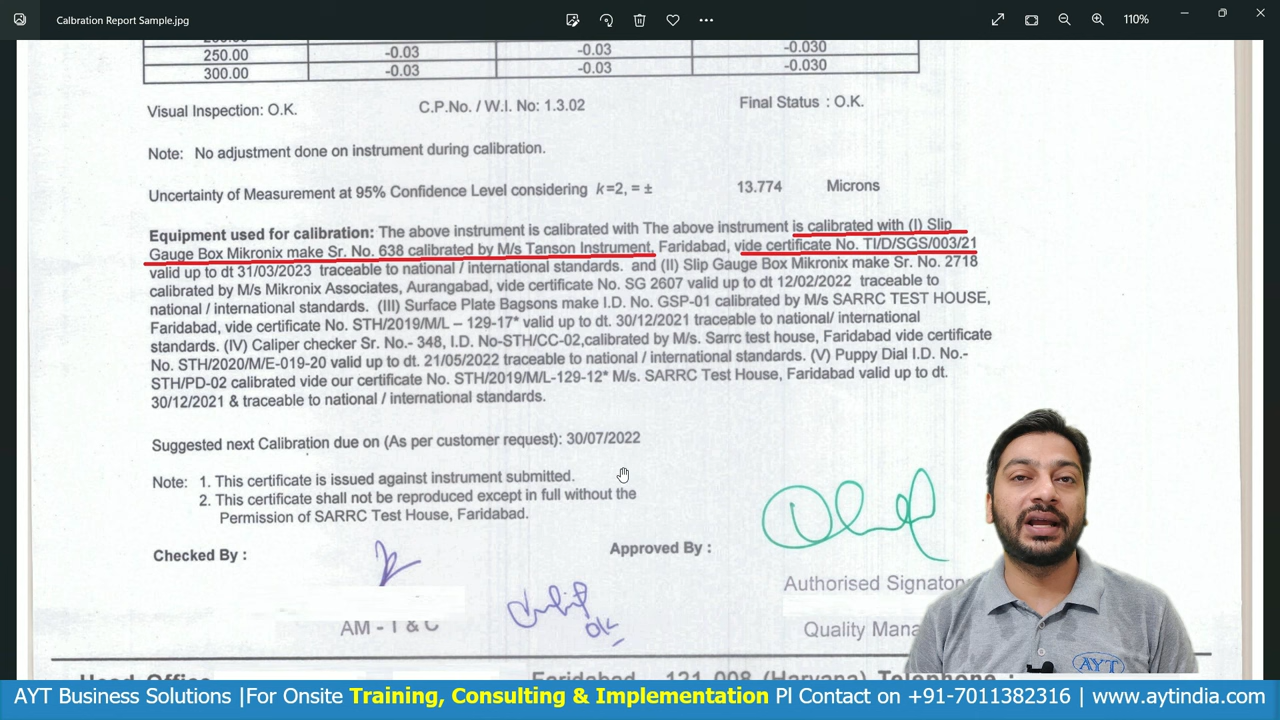 Calbration Report Sample.jpg
110%
250.00 -0.03 -0.03 -0.030
300.00 -0.03 -0.03 -0.030
Visual Inspection: O.K. C.P.No. / W.I. No: 1.3.02 Final Status : O.K.
Note: No adjustment done on instrument during calibration.
Uncertainty of Measurement at 95% Confidence Level considering k=2, = ± 13.774 Microns
Equipment used for calibration: The above instrument is calibrated with The above instrument is calibrated with (I) Slip
Gauge Box Mikronix make Sr. No. 638 calibrated by M/s Tanson Instrument, Faridabad, vide certificate No. TI/D/SGS/003/21
valid up to dt 31/03/2023 traceable to national / international standards. and (II) Slip Gauge Box Mikronix make Sr. No. 2718
calibrated by M/s Mikronix Associates, Aurangabad, vide certificate No. SG 2607 valid up to dt 12/02/2022 traceable to
national / international standards. (III) Surface Plate Bagsons make I.D. No. GSP-01 calibrated by M/s SARRC TEST HOUSE,
Faridabad, vide certificate No. STH/2019/M/L – 129-17* valid up to dt. 30/12/2021 traceable to national/ international
standards. (IV) Caliper checker Sr. No.- 348, I.D. No-STH/CC-02,calibrated by M/s. Sarrc test house, Faridabad vide certificate
No. STH/2020/M/E-019-20 valid up to dt. 21/05/2022 traceable to national / international standards. (V) Puppy Dial I.D. No.-
STH/PD-02 calibrated vide our certificate No. STH/2019/M/L-129-12* M/s. SARRC Test House, Faridabad valid up to dt.
30/12/2021 & traceable to national / international standards.
Suggested next Calibration due on (As per customer request): 30/07/2022
Note: 1. This certificate is issued against instrument submitted.
2. This certificate shall not be reproduced except in full without the
Permission of SARRC Test House, Faridabad.
Checked By : Approved By :
Authorised Signatory
ok
AM - T & C Quality Mana
Head Office Faridabad - 121 008 (Haryana) Telephone :
AYT
AYT Business Solutions |For Onsite Training, Consulting & Implementation Pl Contact on +91-7011382316 | www.aytindia.com